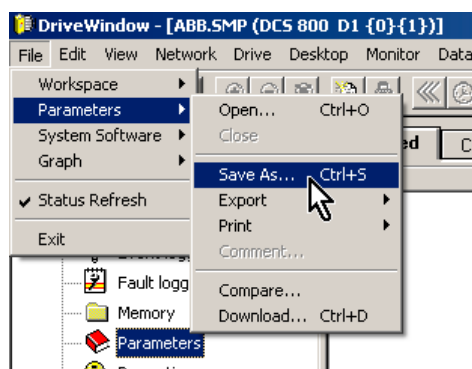 DriveWindow - [ABB.SMP (DCS 800 D1 {0}{1})]
File Edit View Network Drive Desktop Monitor Data
Workspace
Parameters
System Software
Graph
Status Refresh
Exit
Open... Ctrl+O
Close
Save As... Ctrl+S
Export
Print
Comment...
Compare...
Download... Ctrl+D
ed
C
Fault logg
Memory
Parameters